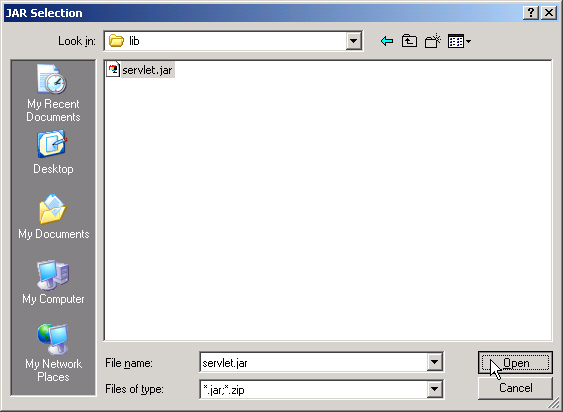 JAR Selection
Look in: lib
servlet.jar
My Recent
Documents
Desktop
My Documents
My Computer
My Network
Places
File name: servlet.jar Open
Files of type: *.jar;*.zip Cancel